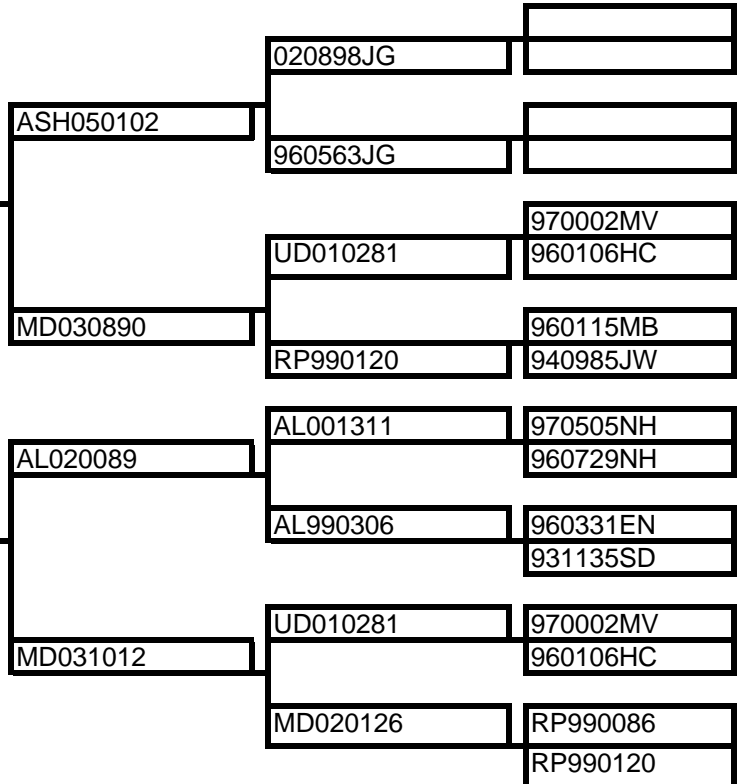 020898JG
ASH050102
960563JG
970002MV
UD010281
960106HC
MD030890
960115MB
RP990120
940985JW
AL001311
970505NH
AL020089
960729NH
AL990306
960331EN
931135SD
UD010281
970002MV
MD031012
960106HC
MD020126
RP990086
RP990120